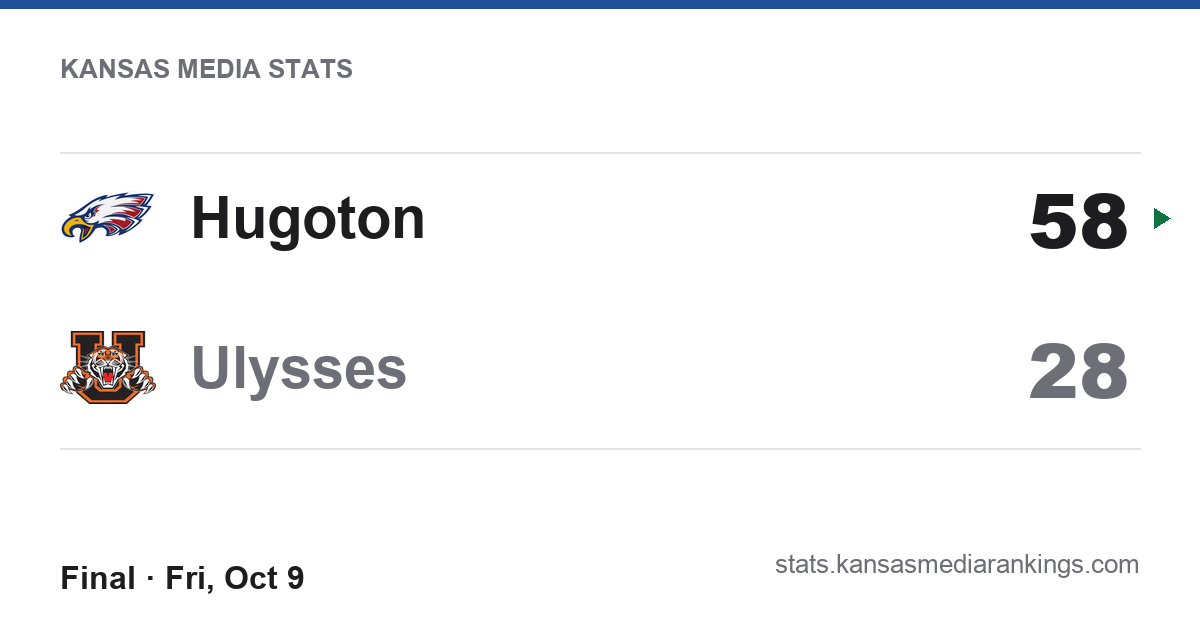 KANSAS MEDIA STATS
Hugoton 58
U
Ulysses 28
Final · Fri, Oct 9
stats.kansasmediarankings.com